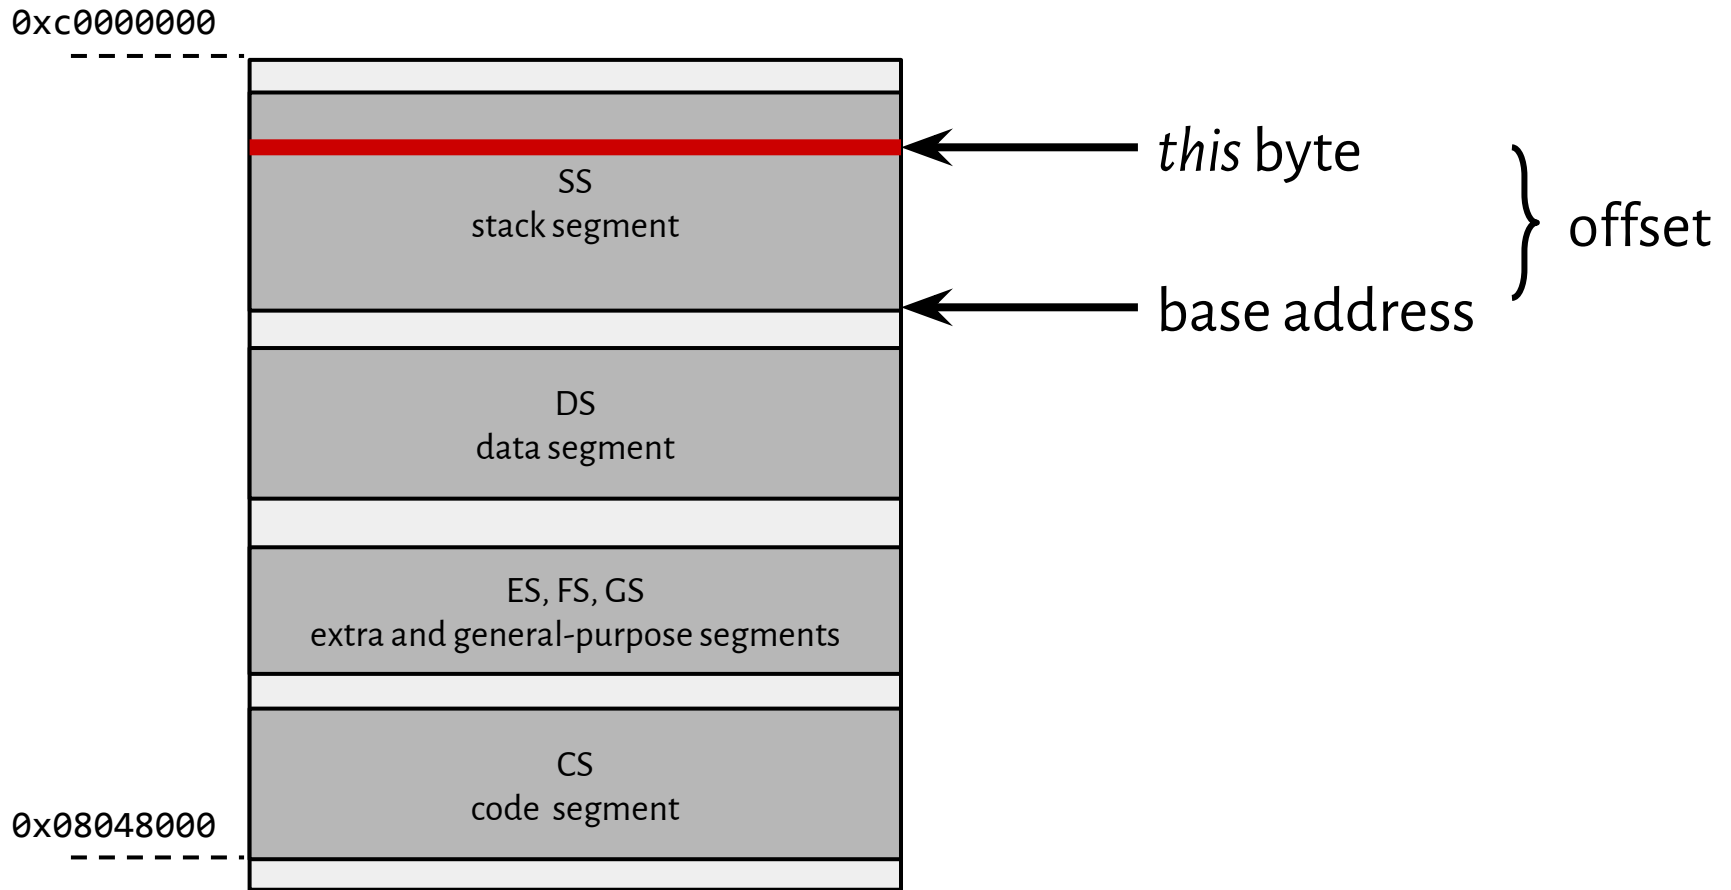 0xc0000000
this byte
SS
stack segment
offset
base address
DS
data segment
ES, FS, GS
extra and general-purpose segments
CS
code segment
0x08048000